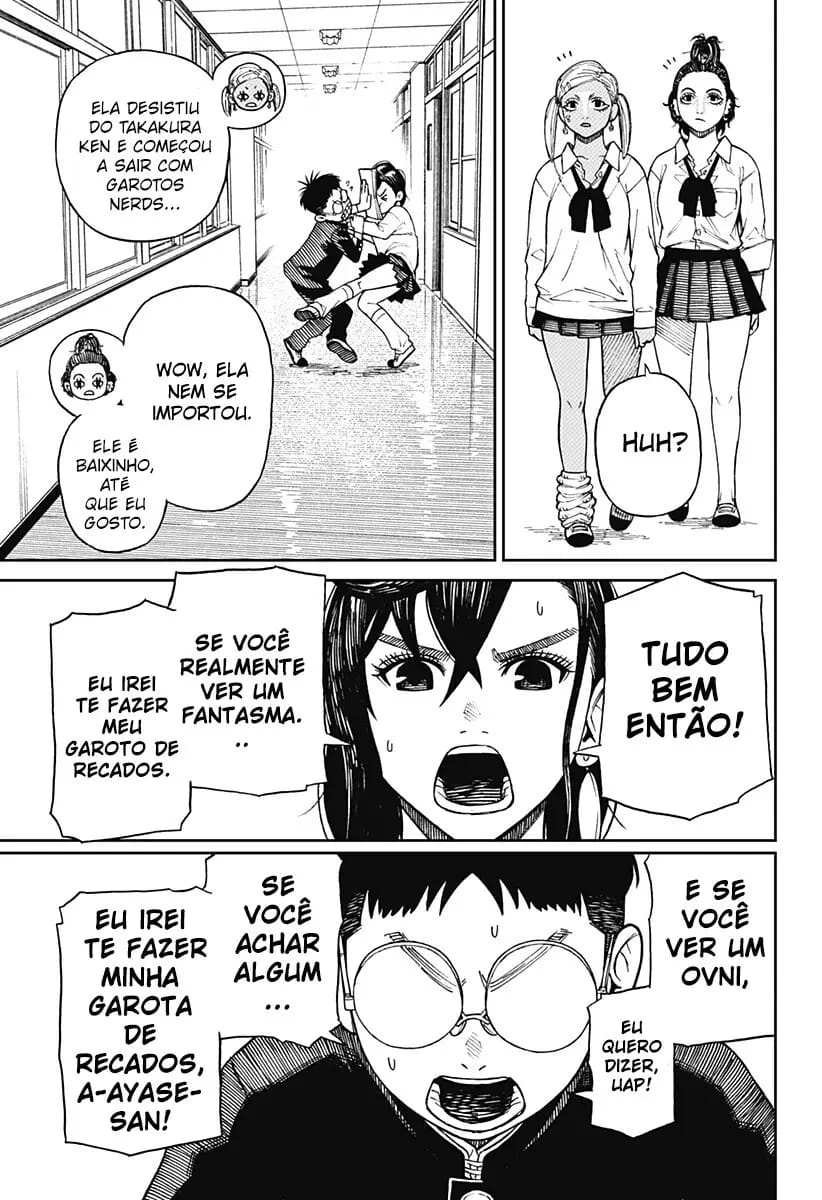 HUH?
ELA DESISTIU
DO TAKAKURA
KEN E COMEÇOU
A SAIR COM
GAROTOS
NERDS...
WOW, ELA
NEM SE
IMPORTOU.
ELE É
BAIXINHO,
ATÉ
QUE EU
GOSTO.
TUDO
BEM
ENTÃO!
SE VOCÊ
REALMENTE
VER UM
FANTASMA.
..
EU IREI
TE FAZER
MEU
GAROTO DE
RECADOS.
E SE
VOCÊ
VER UM
OVNI,
EU
QUERO
DIZER,
UAP!
SE
VOCÊ
ACHAR
ALGUM
...
EU IREI
TE FAZER
MINHA
GAROTA
DE
RECADOS,
A-AYASE-
SAN!